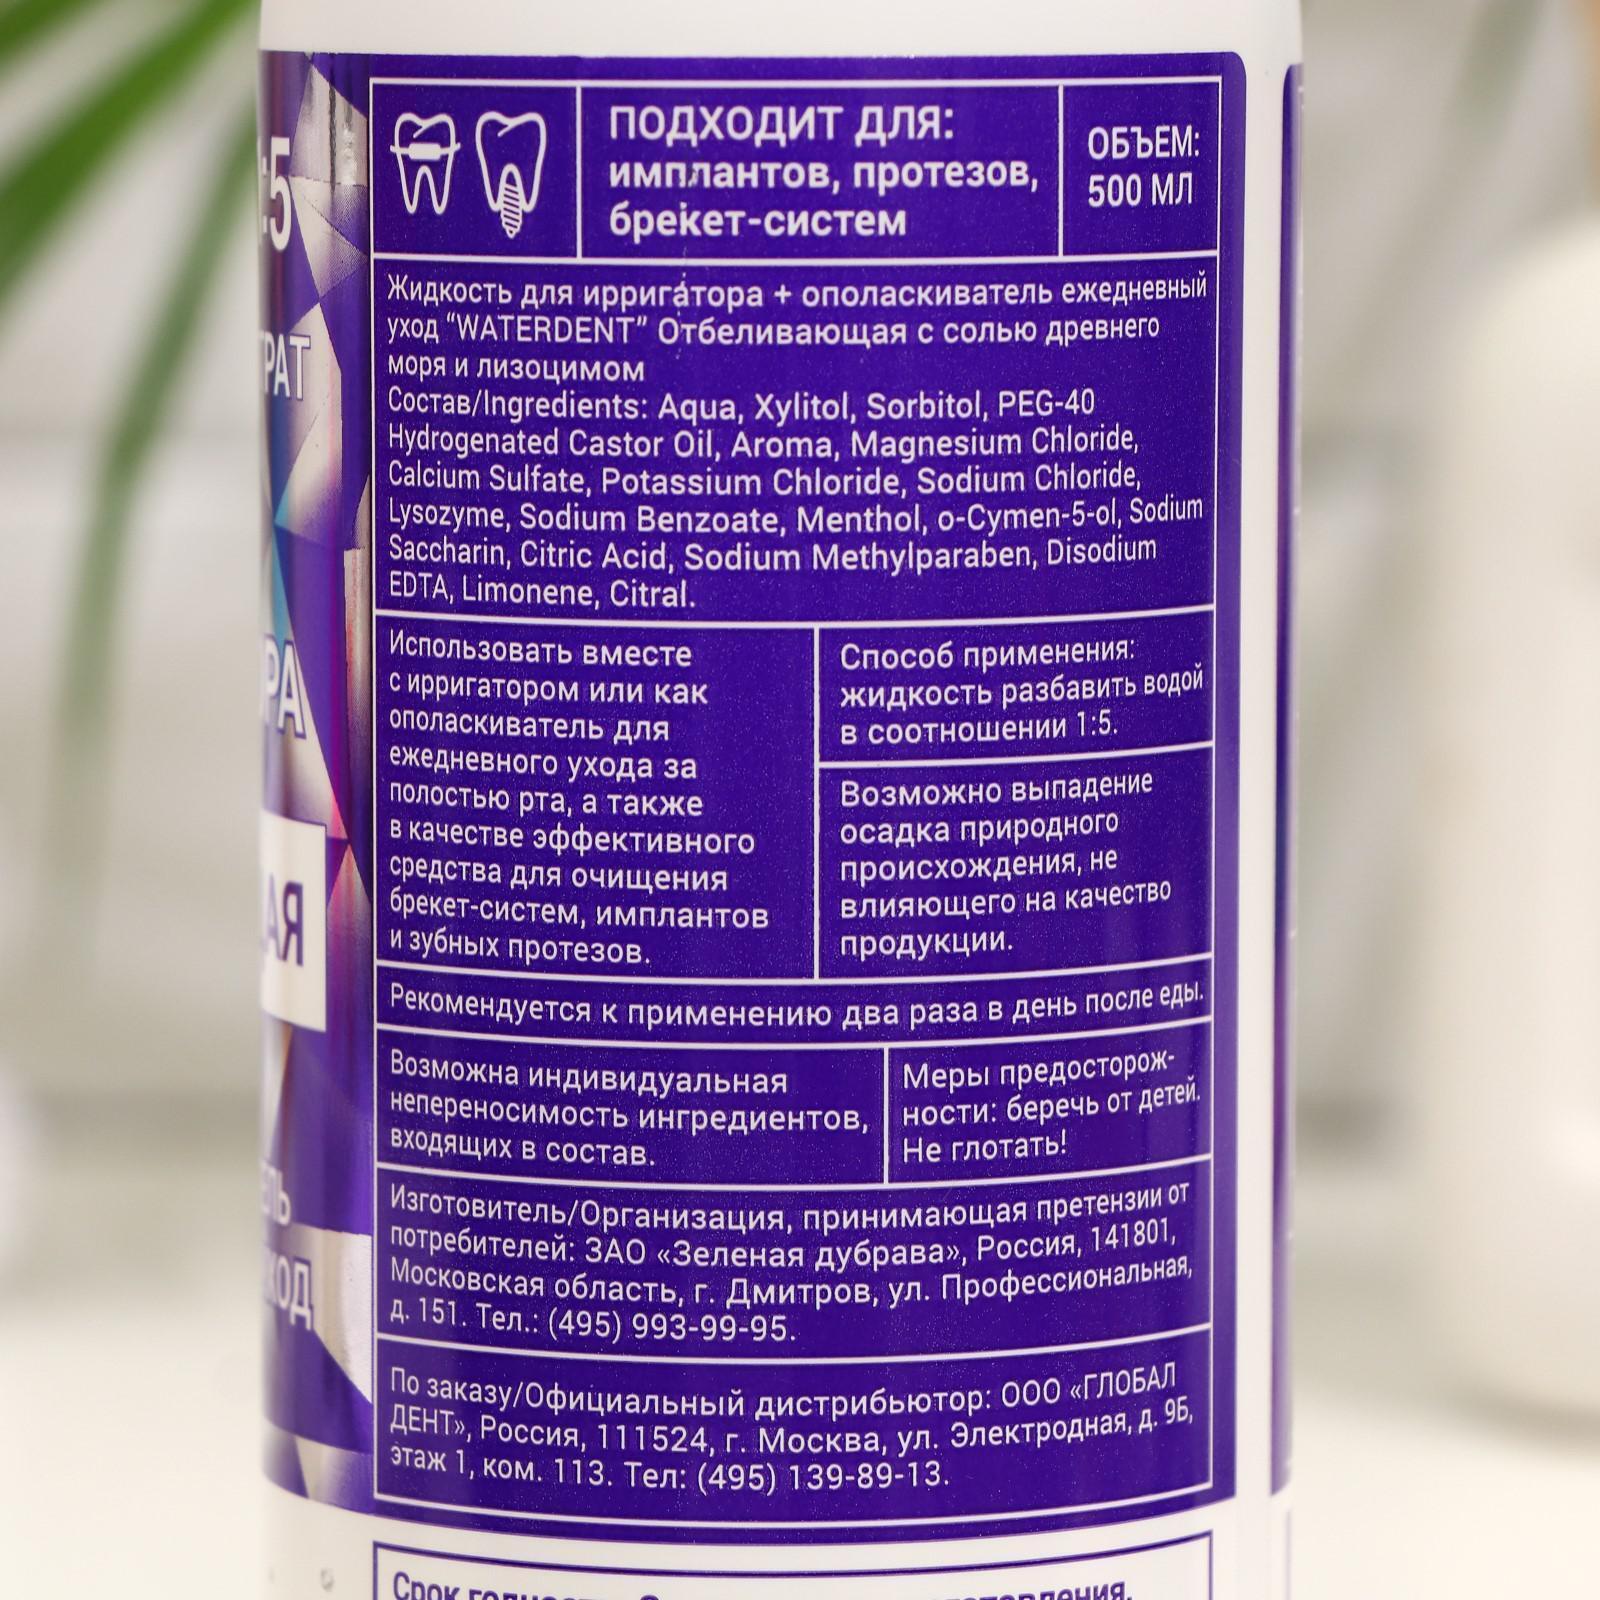 :5
ПОДХОДИТ ДЛЯ:
имплантов, протезов,
брекет-систем
ОБЪЕМ:
500 МЛ
Жидкость для ирригатора + ополаскиватель ежедневный
уход “WATERDENT” Отбеливающая с солью древнего
моря и лизоцимом
Состав/Ingredients: Aqua, Xylitol, Sorbitol, PEG-40
Hydrogenated Castor Oil, Aroma, Magnesium Chloride,
Calcium Sulfate, Potassium Chloride, Sodium Chloride,
Lysozyme, Sodium Benzoate, Menthol, o-Cymen-5-ol, Sodium
Saccharin, Citric Acid, Sodium Methylparaben, Disodium
EDTA, Limonene, Citral.
Использовать вместе
с ирригатором или как
ополаскиватель для
ежедневного ухода за
полостью рта, а также
в качестве эффективного
средства для очищения
брекет-систем, имплантов
и зубных протезов.
Способ применения:
жидкость разбавить водой
в соотношении 1:5.
Возможно выпадение
осадка природного
происхождения, не
влияющего на качество
продукции.
Рекомендуется к применению два раза в день после еды.
Возможна индивидуальная
непереносимость ингредиентов,
входящих в состав.
Меры предосторож-
ности: беречь от детей.
Не глотать!
Изготовитель/Организация, принимающая претензии от
потребителей: ЗАО «Зеленая дубрава», Россия, 141801,
Московская область, г. Дмитров, ул. Профессиональная,
д. 151. Тел.: (495) 993-99-95.
По заказу/Официальный дистрибьютор: ООО «ГЛОБАЛ
ДЕНТ», Россия, 111524, г. Москва, ул. Электродная, д. 9Б,
этаж 1, ком. 113. Тел: (495) 139-89-13.
Срок